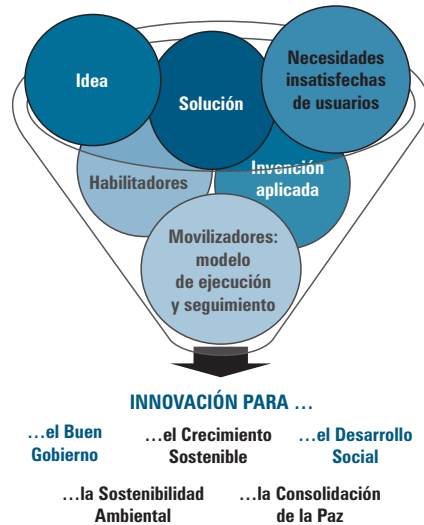 Idea
Solución
Necesidades
insatisfechas
de usuarios
Habilitadores
Invención
aplicada
Movilizadores:
modelo
de ejecución
y seguimiento
INNOVACIÓN PARA …
…el Buen
Gobierno
…el Crecimiento
Sostenible
…el Desarrollo
Social
…la Sostenibilidad
Ambiental
…la Consolidación
de la Paz